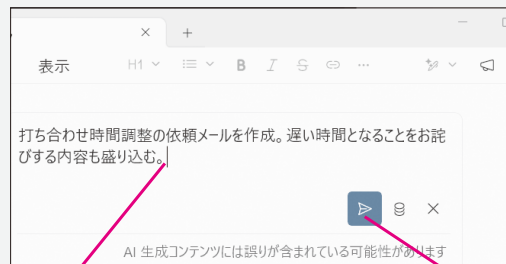 表示 H1 B I S
打ち合わせ時間調整の依頼メールを作成。遅い時間となることをお詫
びする内容も盛り込む。
AI 生成コンテンツには誤りが含まれている可能性があります